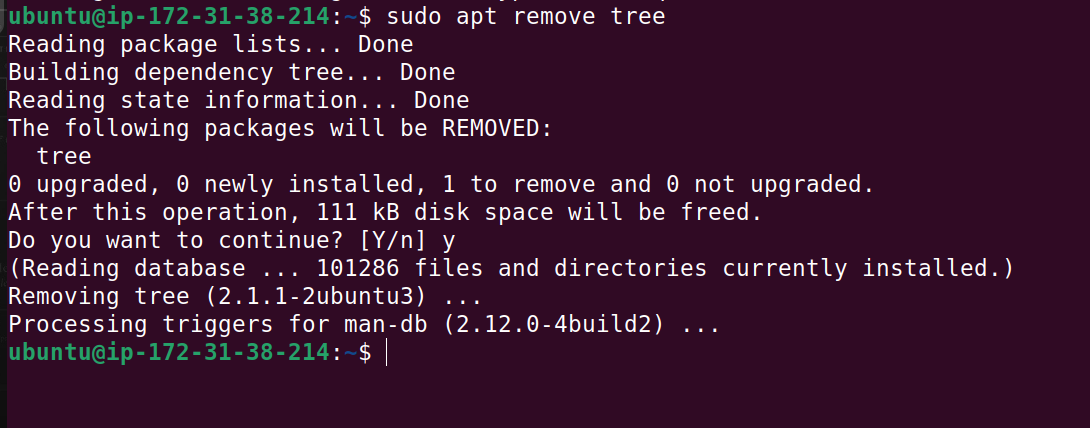 ubuntu@ip-172-31-38-214:~$ sudo apt remove tree
Reading package lists... Done
Building dependency tree... Done
Reading state information... Done
The following packages will be REMOVED:
  tree
0 upgraded, 0 newly installed, 1 to remove and 0 not upgraded.
After this operation, 111 kB disk space will be freed.
Do you want to continue? [Y/n] y
(Reading database ... 101286 files and directories currently installed.)
Removing tree (2.1.1-2ubuntu3) ...
Processing triggers for man-db (2.12.0-4build2) ...
ubuntu@ip-172-31-38-214:~$